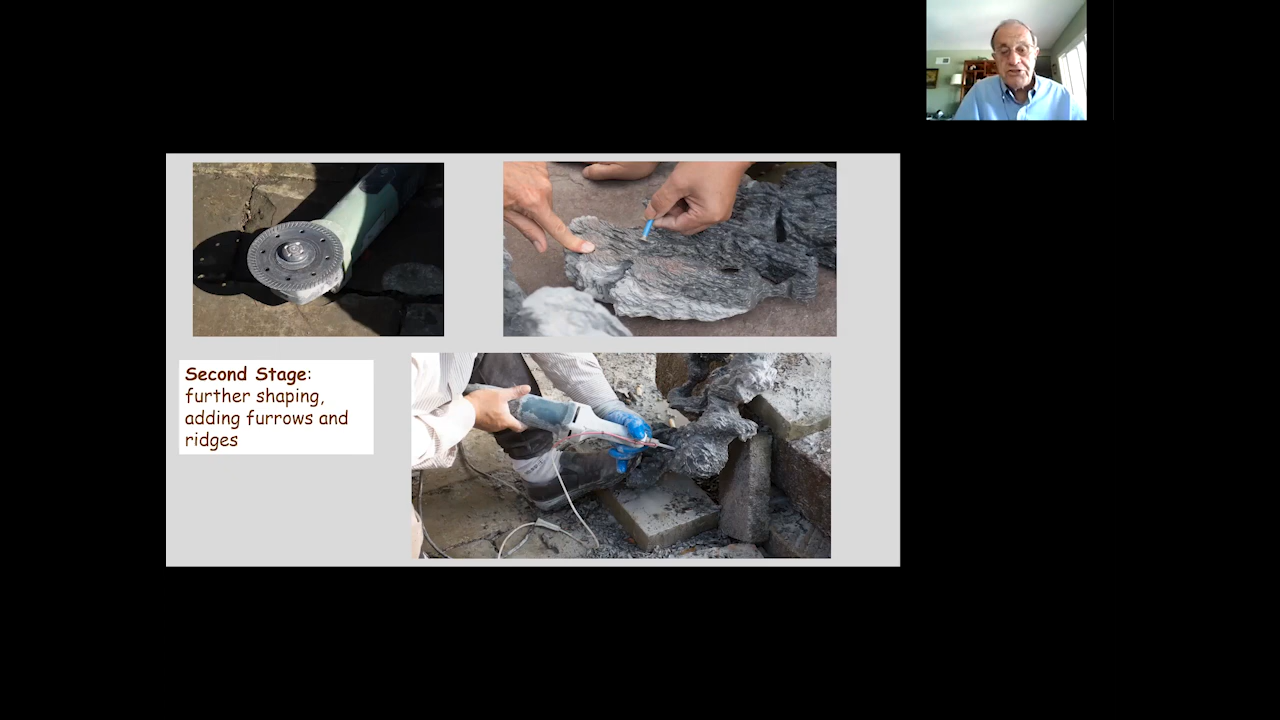 Second Stage:
further shaping,
adding furrows and
ridges